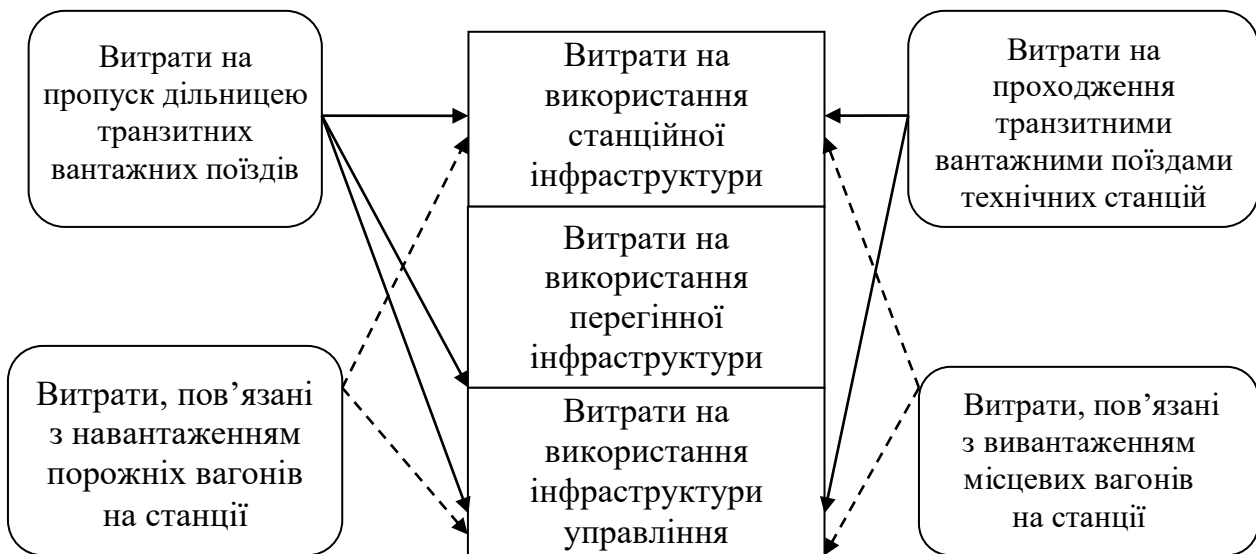 Витрати на
пропуск дільницею
транзитних
вантажних поїздів
Витрати на
використання
станційної
інфраструктури
Витрати на
проходження
транзитними
вантажними поїздами
технічних станцій
Витрати на
використання
перегінної
інфраструктури
Витрати, пов’язані
з навантаженням
порожніх вагонів
на станції
Витрати на
використання
інфраструктури
управління
Витрати, пов’язані
з вивантаженням
місцевих вагонів
на станції